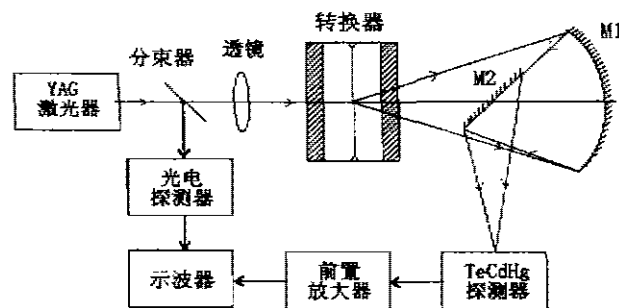 转换器
M1
分束器
透镜
M2
YAG
激光器
光电
探测器
示波器
前置
放大器
TeCdHg
探测器